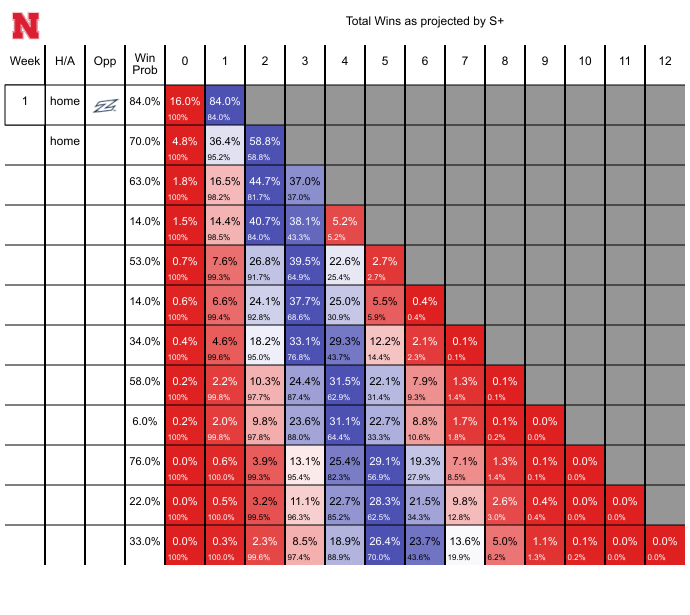 N
Total Wins as projected by S+
Week H/A Opp Win Prob 0 1 2 3 4 5 6 7 8 9 10 11 12
1 home 84.0% 16.0% 84.0%
100% 84.0%
home 70.0% 4.8% 36.4% 58.8%
100% 95.2% 58.8%
63.0% 1.8% 16.5% 44.7% 37.0%
100% 98.2% 81.7% 37.0%
14.0% 1.5% 14.4% 40.7% 38.1% 5.2%
100% 98.5% 84.0% 43.3% 5.2%
53.0% 0.7% 7.6% 26.8% 39.5% 22.6% 2.7%
100% 99.3% 91.7% 64.9% 25.4% 2.7%
14.0% 0.6% 6.6% 24.1% 37.7% 25.0% 5.5% 0.4%
100% 99.4% 92.8% 68.6% 30.9% 5.9% 0.4%
34.0% 0.4% 4.6% 18.2% 33.1% 29.3% 12.2% 2.1% 0.1%
100% 99.6% 95.0% 76.8% 43.7% 14.4% 2.3% 0.1%
58.0% 0.2% 2.2% 10.3% 24.4% 31.5% 22.1% 7.9% 1.3% 0.1%
100% 99.8% 97.7% 87.4% 62.9% 31.4% 9.3% 1.4% 0.1%
6.0% 0.2% 2.0% 9.8% 23.6% 31.1% 22.7% 8.8% 1.7% 0.1% 0.0%
100% 99.8% 97.8% 88.0% 64.4% 33.3% 10.6% 1.8% 0.2% 0.0%
76.0% 0.0% 0.6% 3.9% 13.1% 25.4% 29.1% 19.3% 7.1% 1.3% 0.1% 0.0%
100% 100.0% 99.3% 95.4% 82.3% 56.9% 27.9% 8.5% 1.4% 0.1% 0.0%
22.0% 0.0% 0.5% 3.2% 11.1% 22.7% 28.3% 21.5% 9.8% 2.6% 0.4% 0.0% 0.0%
100% 100.0% 99.5% 96.3% 85.2% 62.5% 34.3% 12.8% 3.0% 0.4% 0.0% 0.0%
33.0% 0.0% 0.3% 2.3% 8.5% 18.9% 26.4% 23.7% 13.6% 5.0% 1.1% 0.1% 0.0% 0.0%
100% 100.0% 99.6% 97.4% 88.9% 70.0% 43.6% 19.9% 6.2% 1.3% 0.2% 0.0% 0.0%